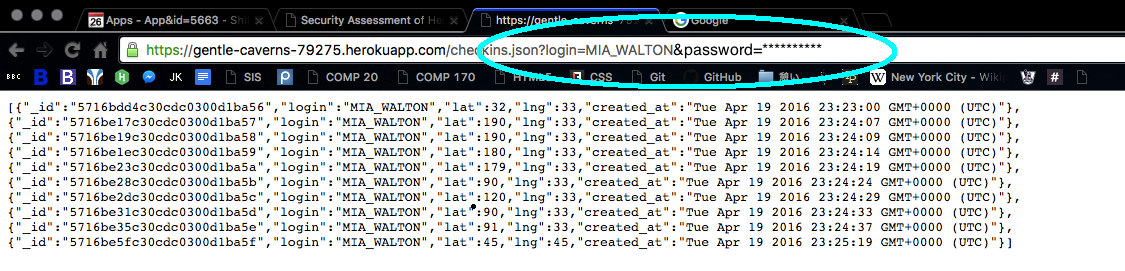 26 Apps - App&id=5663 - Shi
Security Assessment of He
https://gentle-caverns-793
Google
https://gentle-caverns-79275.herokuapp.com/checkins.json?login=MIA_WALTON&password=**********
BBC B B H JK SIS COMP 20 COMP 170 HTML5 CSS Git GitHub p W New York City - Wiki #
[{"_id":"5716bdd4c30cdc0300d1ba56","login":"MIA_WALTON","lat":32,"lng":33,"created_at":"Tue Apr 19 2016 23:23:00 GMT+0000 (UTC)"},
{"_id":"5716be17c30cdc0300d1ba57","login":"MIA_WALTON","lat":190,"lng":33,"created_at":"Tue Apr 19 2016 23:24:07 GMT+0000 (UTC)"},
{"_id":"5716be19c30cdc0300d1ba58","login":"MIA_WALTON","lat":190,"lng":33,"created_at":"Tue Apr 19 2016 23:24:09 GMT+0000 (UTC)"},
{"_id":"5716be1ec30cdc0300d1ba59","login":"MIA_WALTON","lat":180,"lng":33,"created_at":"Tue Apr 19 2016 23:24:14 GMT+0000 (UTC)"},
{"_id":"5716be23c30cdc0300d1ba5a","login":"MIA_WALTON","lat":179,"lng":33,"created_at":"Tue Apr 19 2016 23:24:19 GMT+0000 (UTC)"},
{"_id":"5716be28c30cdc0300d1ba5b","login":"MIA_WALTON","lat":90,"lng":33,"created_at":"Tue Apr 19 2016 23:24:24 GMT+0000 (UTC)"},
{"_id":"5716be2dc30cdc0300d1ba5c","login":"MIA_WALTON","lat":120,"lng":33,"created_at":"Tue Apr 19 2016 23:24:29 GMT+0000 (UTC)"},
{"_id":"5716be31c30cdc0300d1ba5d","login":"MIA_WALTON","lat":90,"lng":33,"created_at":"Tue Apr 19 2016 23:24:33 GMT+0000 (UTC)"},
{"_id":"5716be35c30cdc0300d1ba5e","login":"MIA_WALTON","lat":91,"lng":33,"created_at":"Tue Apr 19 2016 23:24:37 GMT+0000 (UTC)"},
{"_id":"5716be5fc30cdc0300d1ba5f","login":"MIA_WALTON","lat":45,"lng":45,"created_at":"Tue Apr 19 2016 23:25:19 GMT+0000 (UTC)"}]